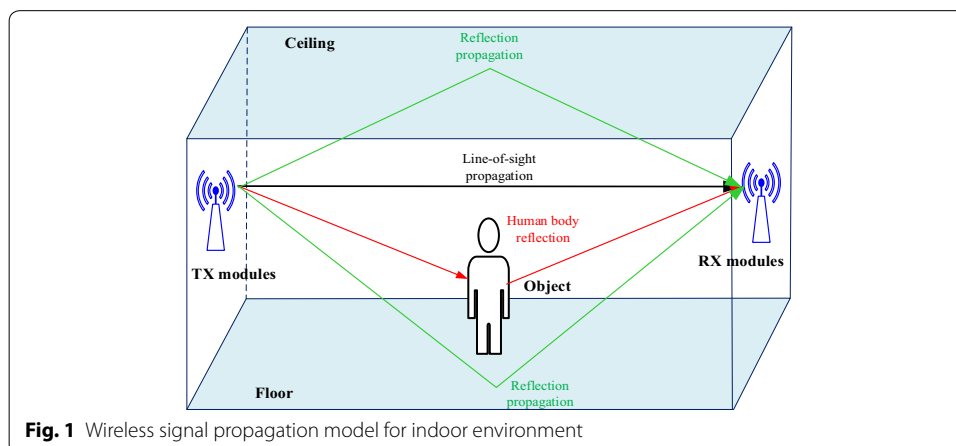 Reflection
propagation
Ceiling
Line-of-sight
propagation
Human body
reflection
TX modules
RX modules
Object
Reflection
propagation
Floor
Fig. 1 Wireless signal propagation model for indoor environment